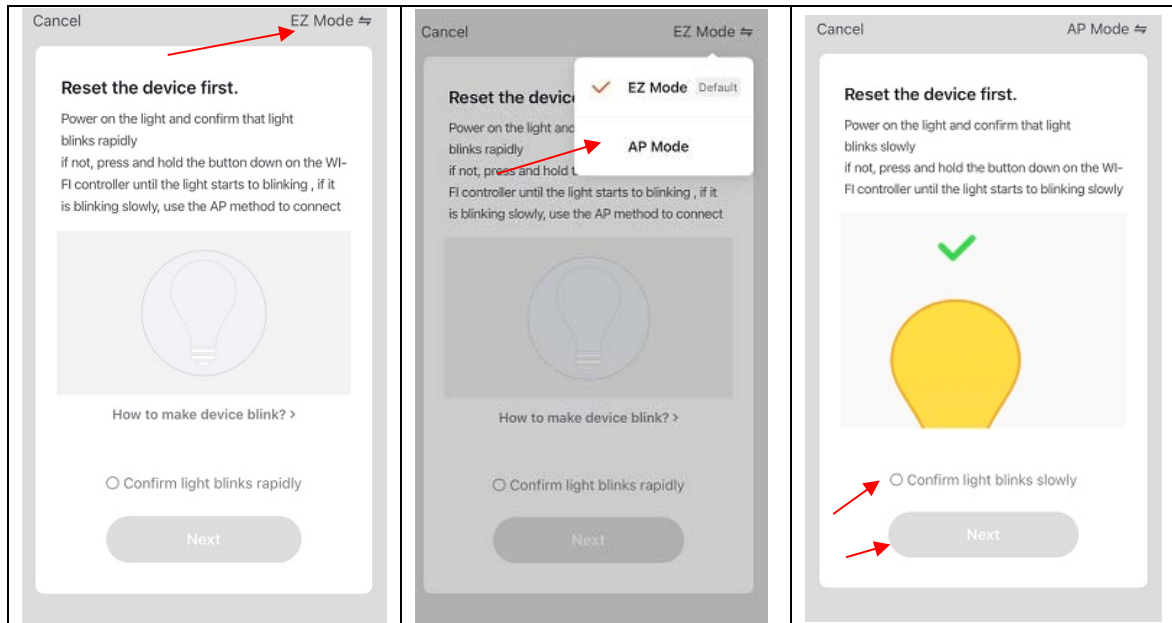 Cancel
EZ Mode ⇋
Reset the device first.
Power on the light and confirm that light
blinks rapidly
if not, press and hold the button down on the WI-
FI controller until the light starts to blinking , if it
is blinking slowly, use the AP method to connect
How to make device blink? >
Confirm light blinks rapidly
Next
Cancel
EZ Mode ⇋
EZ Mode Default
AP Mode
Reset the devic
Power on the light and
blinks rapidly
if not, press and hold t
FI controller until the light starts to blinking , if it
is blinking slowly, use the AP method to connect
How to make device blink? >
Confirm light blinks rapidly
Next
Cancel
AP Mode ⇋
Reset the device first.
Power on the light and confirm that light
blinks slowly
if not, press and hold the button down on the WI-
FI controller until the light starts to blinking slowly
Confirm light blinks slowly
Next